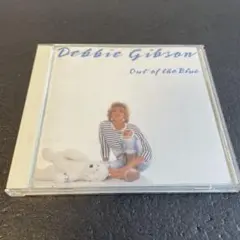 Debbie Gibson
Out of the Blue